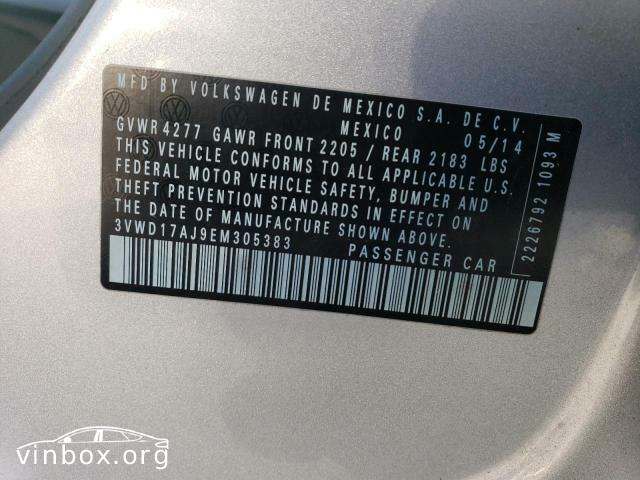 MFD BY VOLKSWAGEN DE MEXICO S.A. DE C.V.
MEXICO 05/14
GVWR 4277 GAWR FRONT 2205 / REAR 2183 LBS
THIS VEHICLE CONFORMS TO ALL APPLICABLE U.S.
FEDERAL MOTOR VEHICLE SAFETY, BUMPER AND
THEFT PREVENTION STANDARDS IN EFFECT ON
THE DATE OF MANUFACTURE SHOWN ABOVE.
3VWD17AJ9EM305383 PASSENGER CAR
2226792 1093 M
vinbox.org